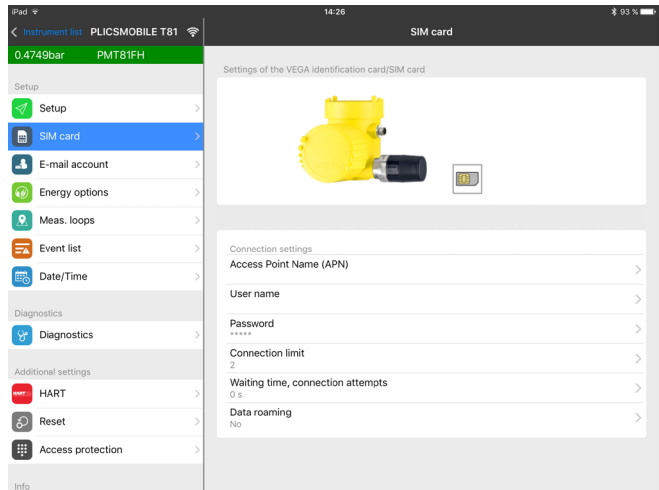 iPad
14:26
93 %
Instrument list
PLICSMOBILE T81
SIM card
0.4749bar
PMT81FH
Setup
Setup
SIM card
E-mail account
Energy options
Meas. loops
Event list
Date/Time
Diagnostics
Diagnostics
Additional settings
HART
HART
Reset
Access protection
Info
Settings of the VEGA identification card/SIM card
Connection settings
Access Point Name (APN)
User name
Password
*****
Connection limit
2
Waiting time, connection attempts
0 s
Data roaming
No